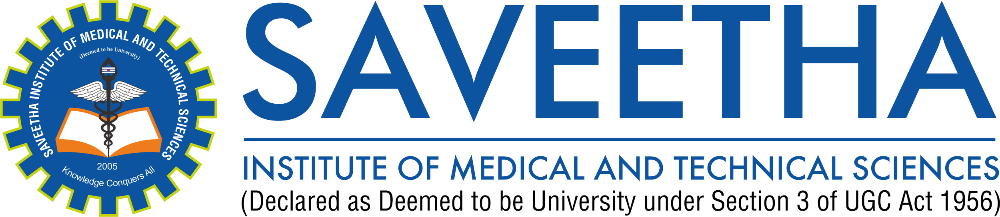 SAVEETHA INSTITUTE OF MEDICAL AND TECHNICAL SCIENCES
(Deemed to be University)
2005
Knowledge Conquers All
SAVEETHA
INSTITUTE OF MEDICAL AND TECHNICAL SCIENCES
(Declared as Deemed to be University under Section 3 of UGC Act 1956)